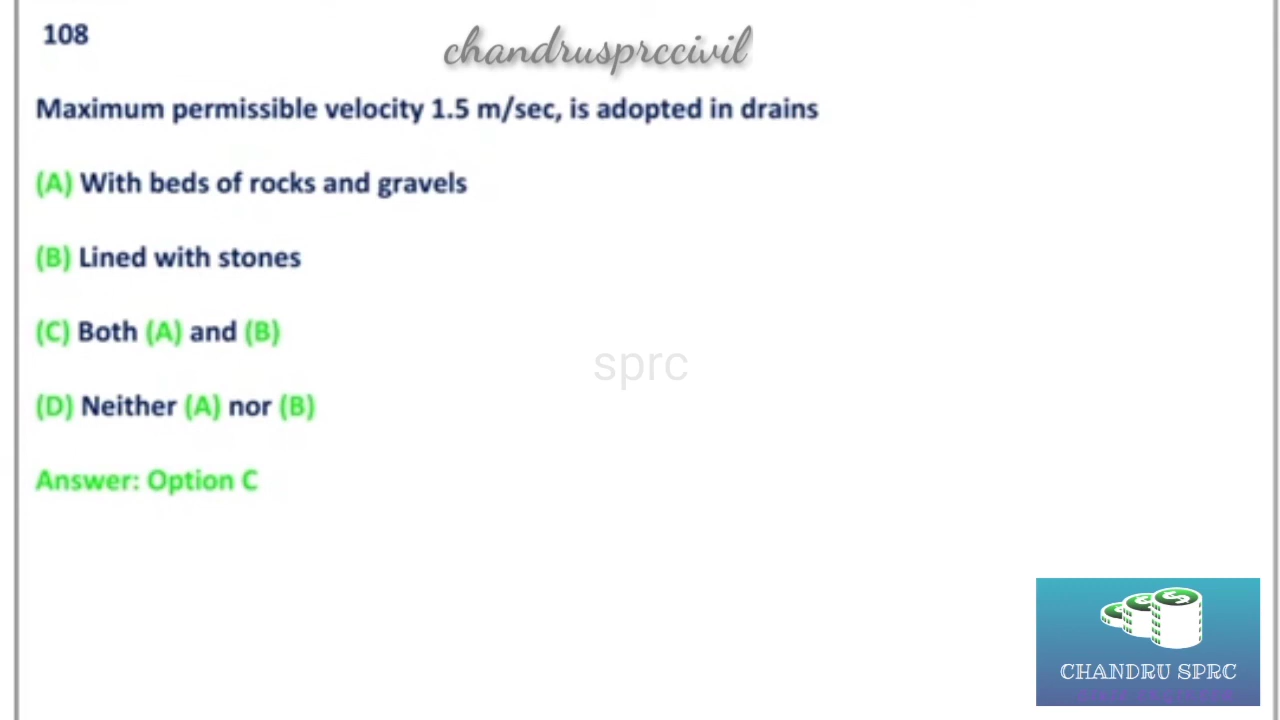 108
chandrusprccivil
Maximum permissible velocity 1.5 m/sec, is adopted in drains
(A) With beds of rocks and gravels
(B) Lined with stones
(C) Both (A) and (B)
sprc
(D) Neither (A) nor (B)
Answer: Option C
CHANDRU SPRC